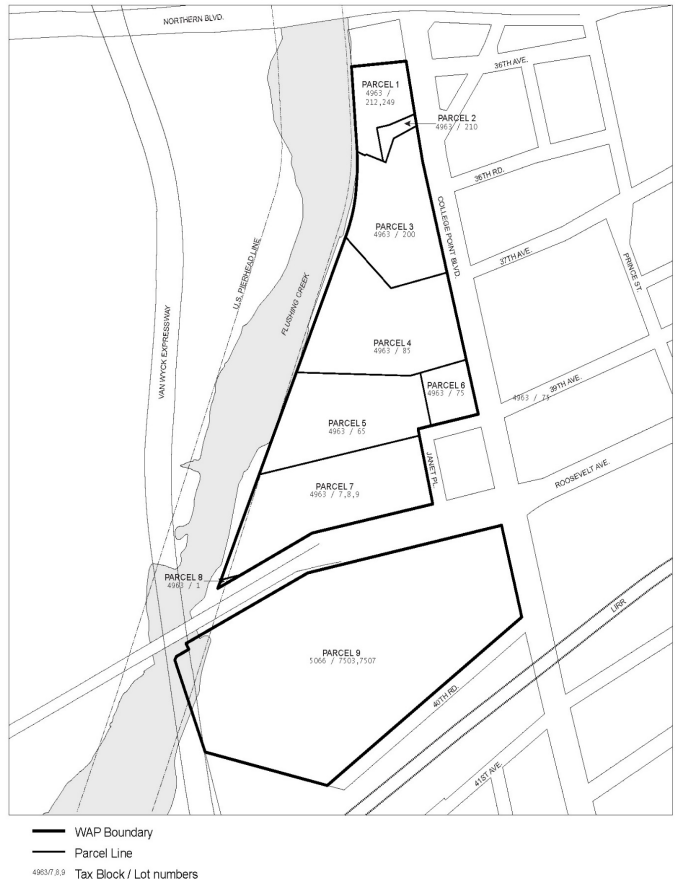 NORTHERN BLVD.
36TH AVE.
PARCEL 1
4963 /
212,249
PARCEL 2
4963 / 210
36TH RD.
COLLEGE POINT BLVD.
PARCEL 3
4963 / 200
U.S. PIERHEAD LINE
37TH AVE.
PRINCE ST.
FLUSHING CREEK
VAN WYCK EXPRESSWAY
PARCEL 4
4963 / 85
PARCEL 6
4963 / 75
39TH AVE.
4963 / 75
PARCEL 5
4963 / 65
JANET PL.
ROOSEVELT AVE.
PARCEL 7
4963 / 7,8,9
PARCEL 8
4963 / 1
LIRR
PARCEL 9
5066 / 7503,7507
40TH RD.
41ST AVE.
WAP Boundary
Parcel Line
4963/7,8,9 Tax Block / Lot numbers